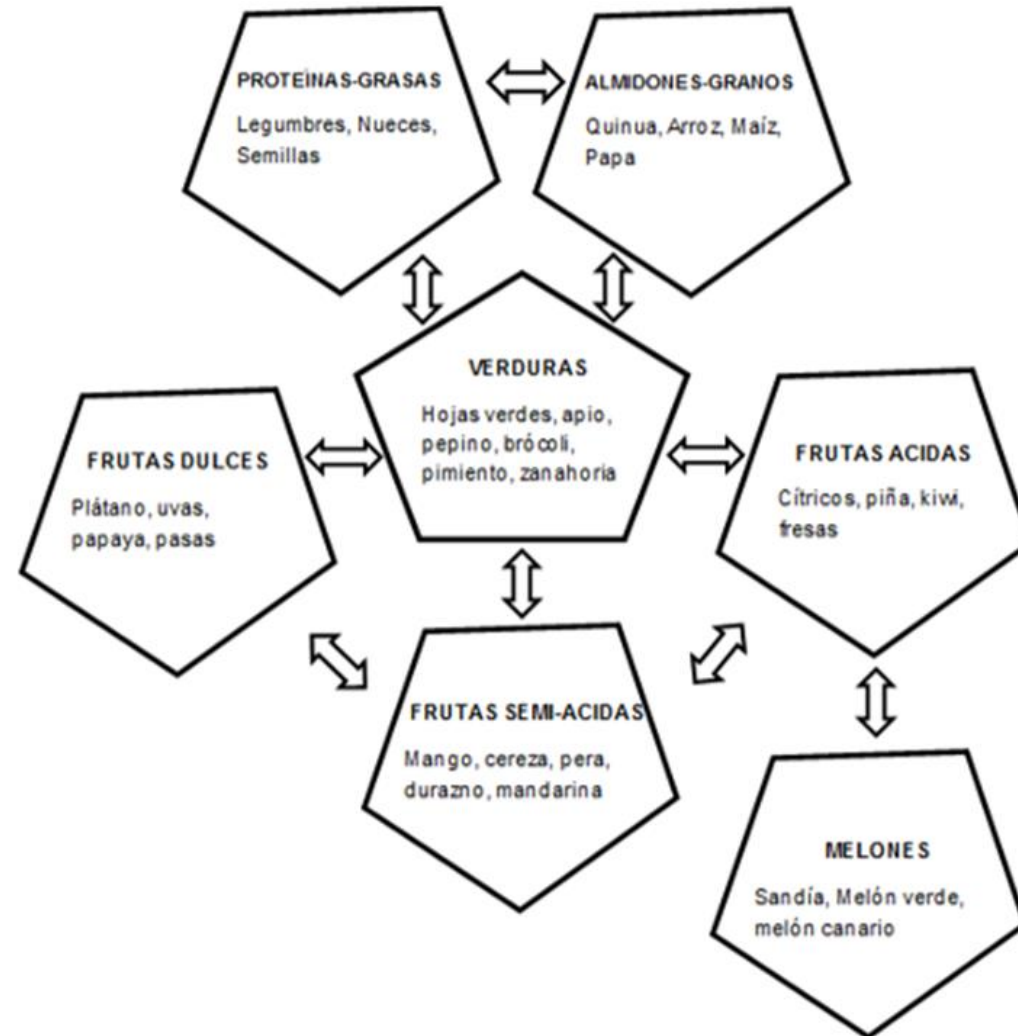 PROTEÌNAS-GRASAS
Legumbres, Nueces,
Semillas
ALMIDONES-GRANOS
Quinua, Arroz, Maíz,
Papa
VERDURAS
Hojas verdes, apio,
pepino, brócoli,
pimiento, zanahoria
FRUTAS DULCES
Plátano, uvas,
papaya, pasas
FRUTAS ACIDAS
Cítricos, piña, kiwi,
fresas
FRUTAS SEMI-ACIDAS
Mango, cereza, pera,
durazno, mandarina
MELONES
Sandía, Melón verde,
melón canario